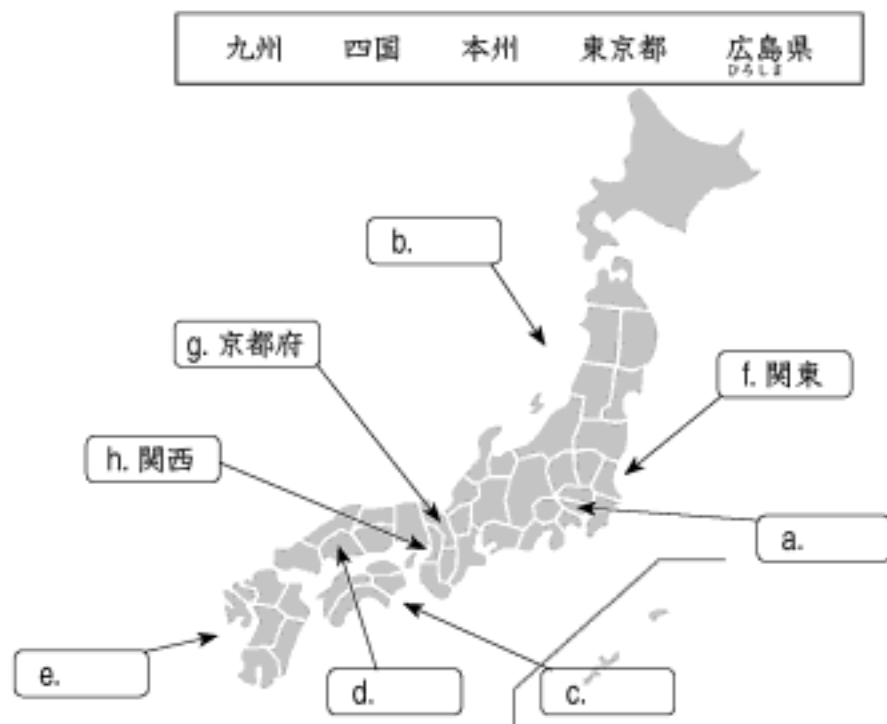 九州 四国 本州 東京都 広島県
ひろしま
b.
g. 京都府
f. 関東
h. 関西
a.
e.
d.
c.